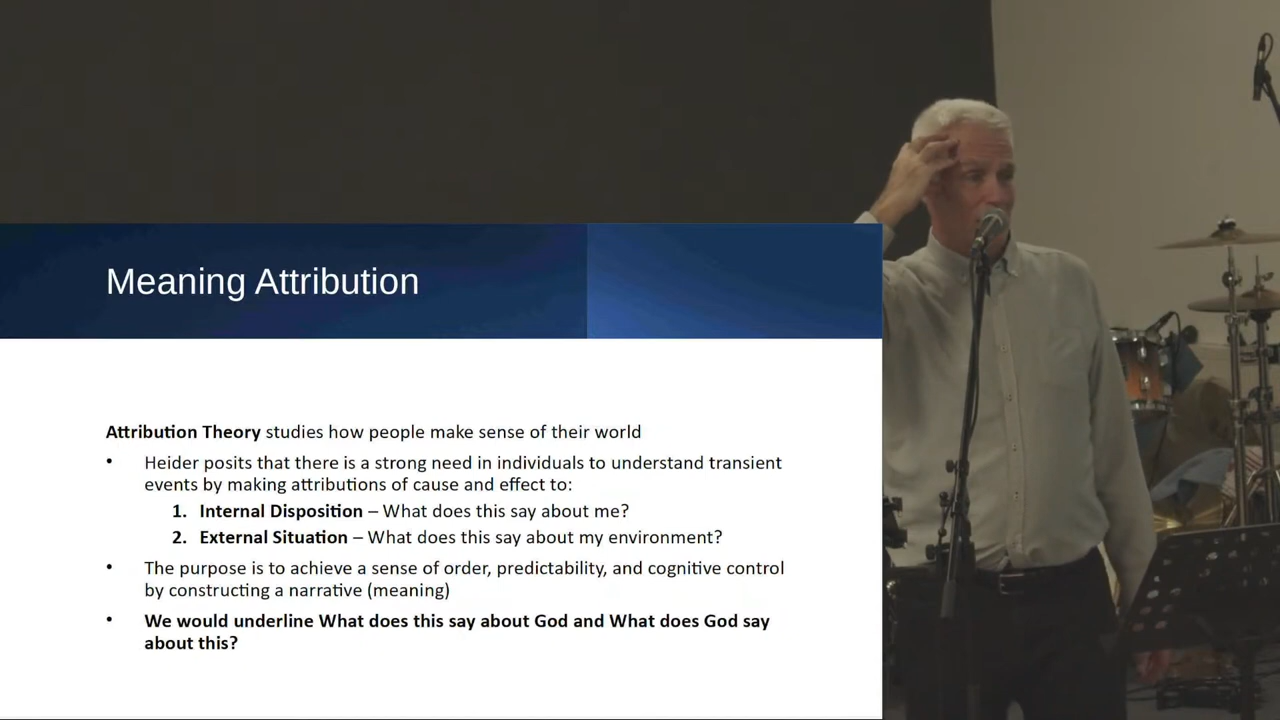 Meaning Attribution
Attribution Theory studies how people make sense of their world
• Heider posits that there is a strong need in individuals to understand transient
events by making attributions of cause and effect to:
1. Internal Disposition – What does this say about me?
2. External Situation – What does this say about my environment?
• The purpose is to achieve a sense of order, predictability, and cognitive control
by constructing a narrative (meaning)
• We would underline What does this say about God and What does God say
about this?